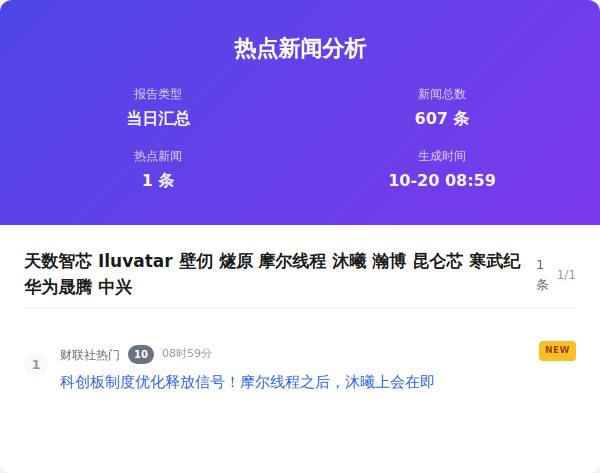 热点新闻分析
报告类型
新闻总数
当日汇总
607 条
热点新闻
生成时间
1 条
10-20 08:59
天数智芯 Iluvatar 壁仞 燧原 摩尔线程 沐曦 瀚博 昆仑芯 寒武纪
华为晟腾 中兴
1
条
1/1
1
财联社热门 10 08时59分
NEW
科创板制度优化释放信号！摩尔线程之后，沐曦上会在即